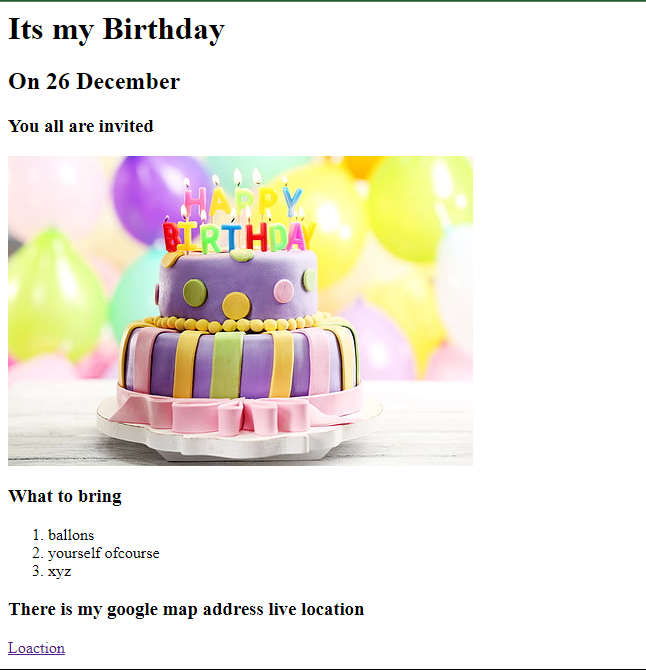 Its my Birthday
On 26 December
You all are invited
HAPPY
BIRTHDAY
What to bring
1. ballons
2. yourself ofcourse
3. xyz
There is my google map address live location
Loaction